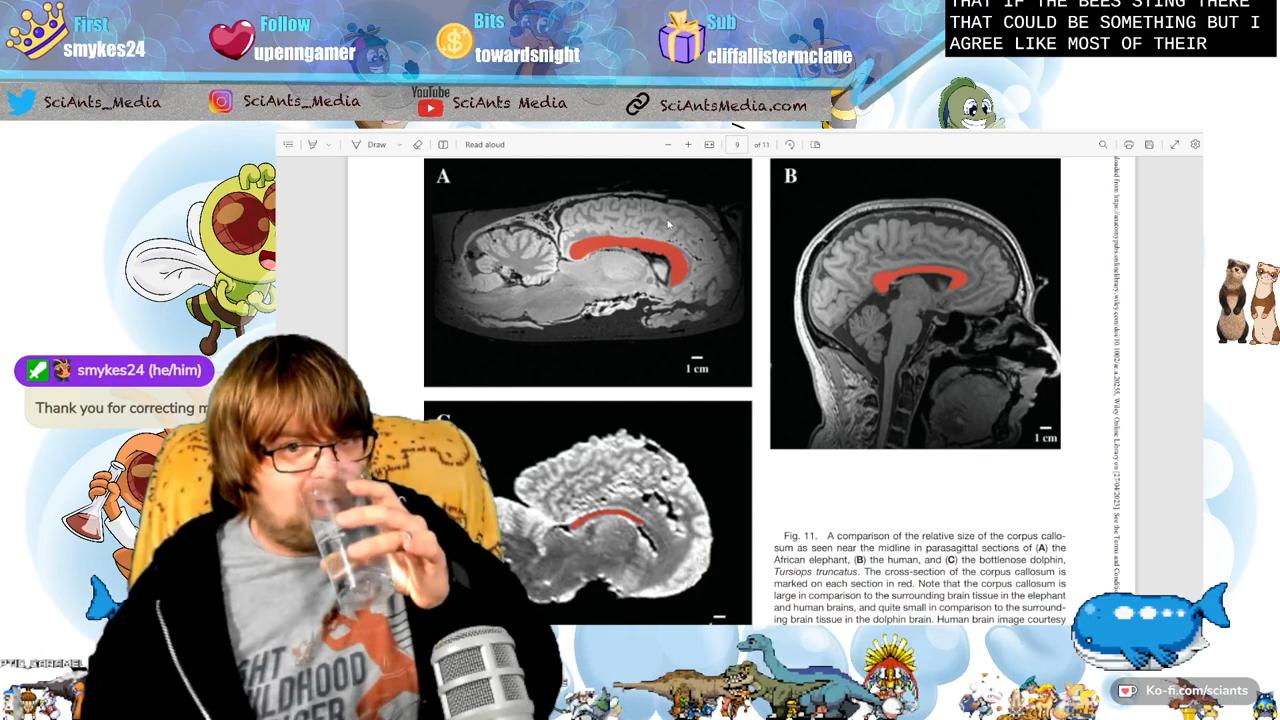 First
smykes24
Follow
upenngamer
Bits
towardsnight
Sub
cliffallistermclane
THAT IF THE BEES STING THERE
THAT COULD BE SOMETHING BUT I
AGREE LIKE MOST OF THEIR
SciAnts_Media
SciAnts_Media
YouTube
SciAnts Media
SciAntsMedia.com
Draw
Read aloud
9
of 11
A
1 cm
B
1 cm
smykes24 (he/him)
Thank you for correcting m
Fig. 11. A comparison of the relative size of the corpus callo-
sum as seen near the midline in parasagittal sections of (A) the
African elephant, (B) the human, and (C) the bottlenose dolphin,
Tursiops truncatus. The cross-section of the corpus callosum is
marked on each section in red. Note that the corpus callosum is
large in comparison to the surrounding brain tissue in the elephant
and human brains, and quite small in comparison to the surround-
ing brain tissue in the dolphin brain. Human brain image courtesy
Ko-fi.com/sciants